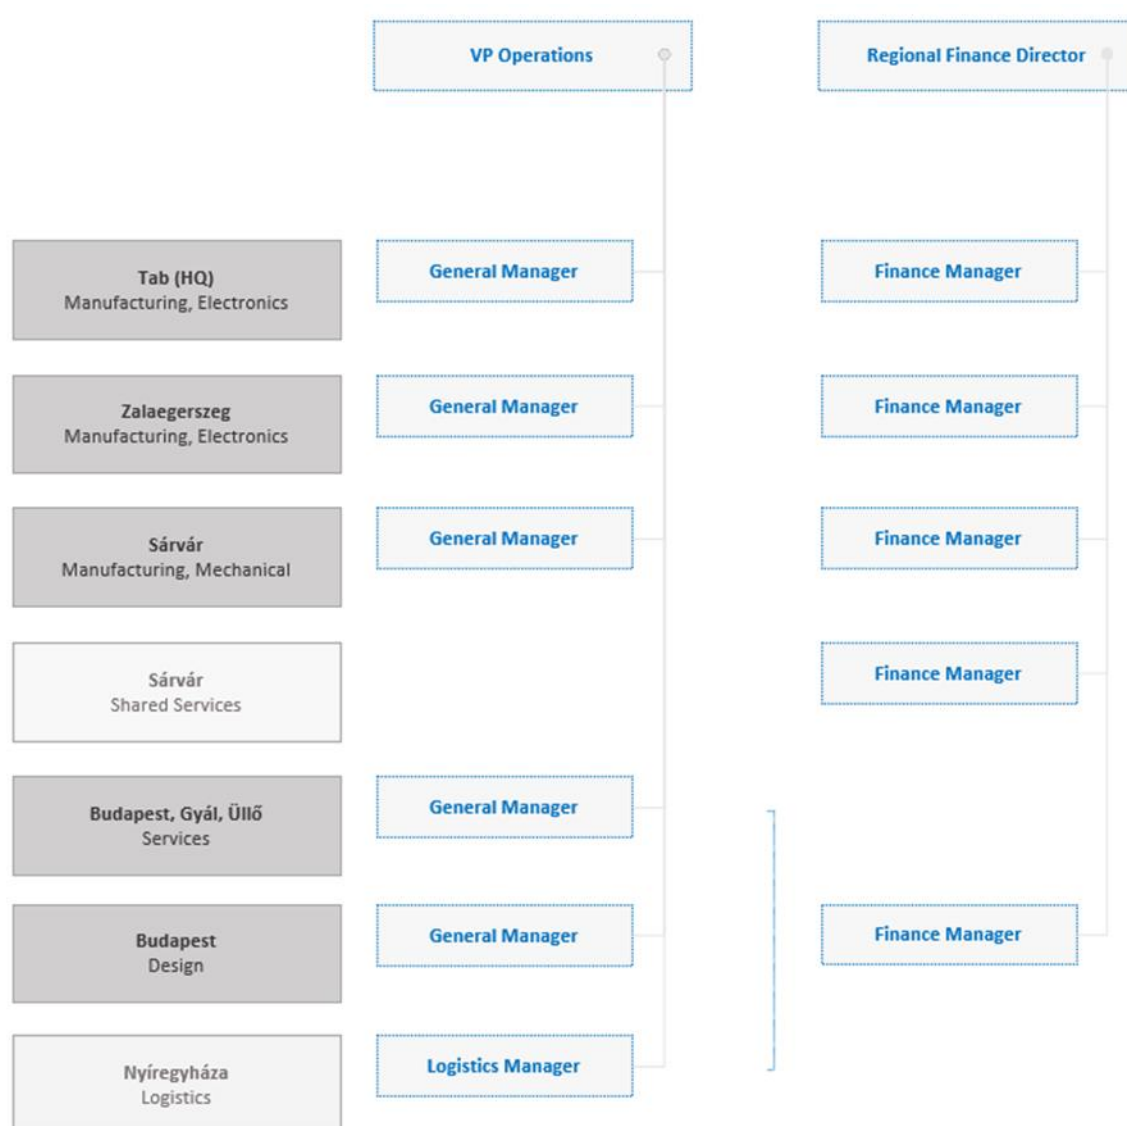 VP Operations
Regional Finance Director
Tab (HQ)
Manufacturing, Electronics
General Manager
Finance Manager
Zalaegerszeg
Manufacturing, Electronics
General Manager
Finance Manager
Sárvár
Manufacturing, Mechanical
General Manager
Finance Manager
Sárvár
Shared Services
Finance Manager
Budapest, Gyál, Üllő
Services
General Manager
Budapest
Design
General Manager
Finance Manager
Nyíregyháza
Logistics
Logistics Manager